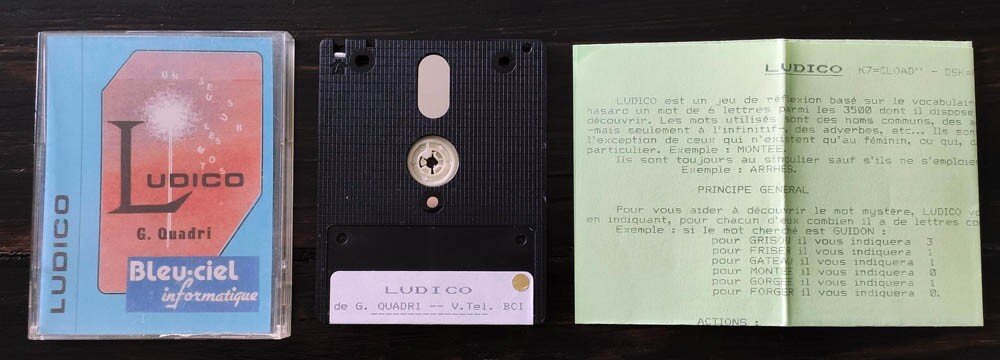 LUDICO
UN JEU SUR
LES MOTS
LUDICO
G. Quadri
Bleu-ciel
informatique
LUDICO
de G. QUADRI -- V.Tel. BCI
LUDICO K7=CLOAD" - DSK=
LUDICO est un jeu de réflexion basé sur le vocabulair
hasard un mot de 6 lettres parmi les 3500 dont il dispose
découvrir. Les mots utilisés sont des noms communs, des a
-mais seulement à l'infinitif-, des adverbes, etc... Ils son
l'exception de ceux qui n'existent qu'au féminin, ou qui, d
particulier. Exemple : MONTEE.
Ils sont toujours au singulier sauf s'ils ne s'emploie
Exemple : ARRHES.
PRINCIPE GENERAL
Pour vous aider à découvrir le mot mystère, LUDICO vo
en indiquant, pour chacun d'eux combien il a de lettres co
Exemple : si le mot cherché est GUIDON :
pour GRISOU il vous indiquera 3
pour FRISER il vous indiquera 1
pour GATEAU il vous indiquera 1
pour MONTEE il vous indiquera 0
pour GORGEE il vous indiquera 1
pour FORGER il vous indiquera 0.
ACTIONS :